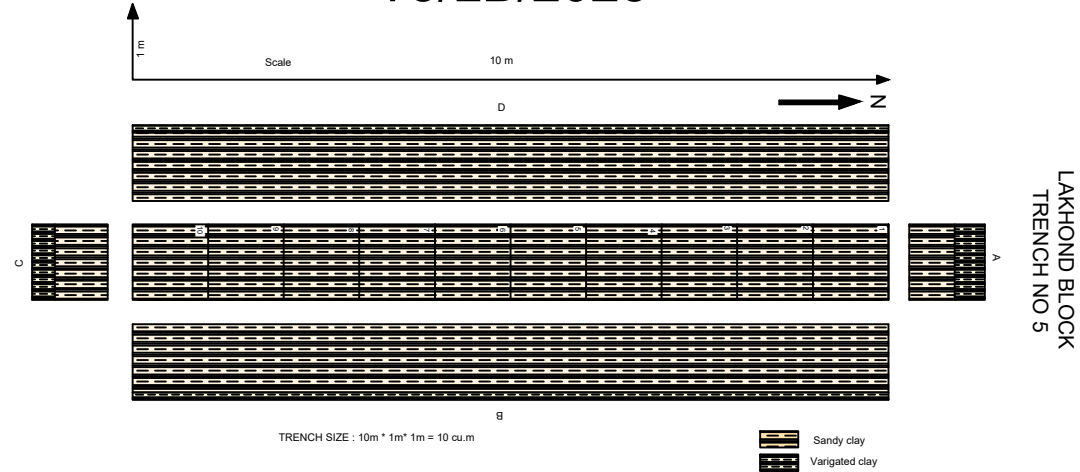 1 m
Scale
10 m
N
D
10 9 8 7 6 5 4 3 2 1
C
A
B
LAKHOND BLOCK
TRENCH NO 5
TRENCH SIZE : 10m * 1m* 1m = 10 cu.m
Sandy clay
Varigated clay